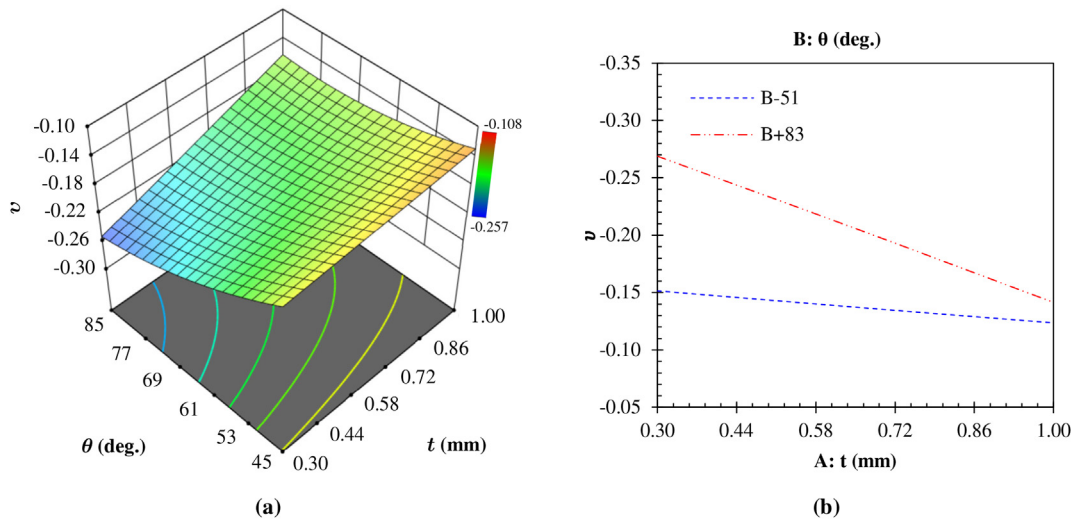 -0.10
-0.14
-0.18
-0.22
-0.26
-0.30
υ
-0.108
-0.257
85
77
69
61
53
45
θ (deg.)
0.30
0.44
0.58
0.72
0.86
1.00
t (mm)
(a)
B: θ (deg.)
-0.35
-0.30
-0.25
-0.20
-0.15
-0.10
-0.05
υ
B-51
B+83
0.30 0.44 0.58 0.72 0.86 1.00
A: t (mm)
(b)